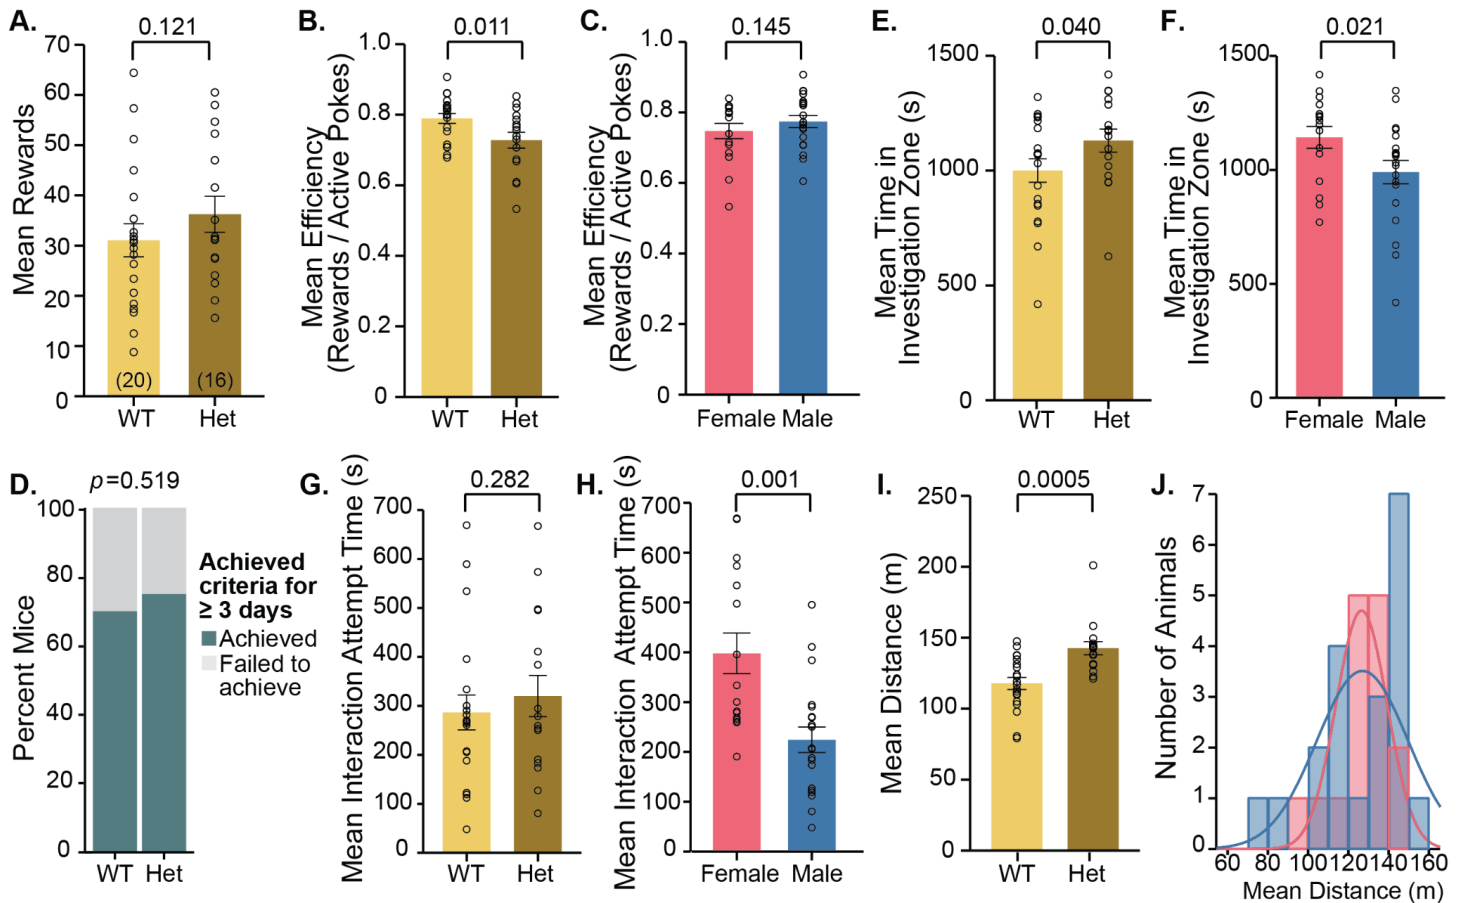 A.
0.121
Mean Rewards
70
60
50
40
30
20
10
0
(20)
(16)
WT
Het
B.
0.011
Mean Efficiency
(Rewards / Active Pokes)
1.0
0.8
0.6
0.4
0.2
0
WT
Het
C.
0.145
Mean Efficiency
(Rewards / Active Pokes)
1.0
0.8
0.6
0.4
0.2
0
Female
Male
E.
0.040
Mean Time in
Investigation Zone (s)
1500
1000
500
0
WT
Het
F.
0.021
Mean Time in
Investigation Zone (s)
1500
1000
500
0
Female
Male
D.
p=0.519
Percent Mice
100
80
60
40
20
0
WT
Het
Achieved
criteria for
≥ 3 days
Achieved
Failed to
achieve
G.
0.282
Mean Interaction Attempt Time (s)
700
600
500
400
300
200
100
0
WT
Het
H.
0.001
Mean Interaction Attempt Time (s)
700
600
500
400
300
200
100
0
Female
Male
I.
0.0005
Mean Distance (m)
250
200
150
100
50
0
WT
Het
J.
Number of Animals
7
6
5
4
3
2
1
0
60
80
100
120
140
160
Mean Distance (m)